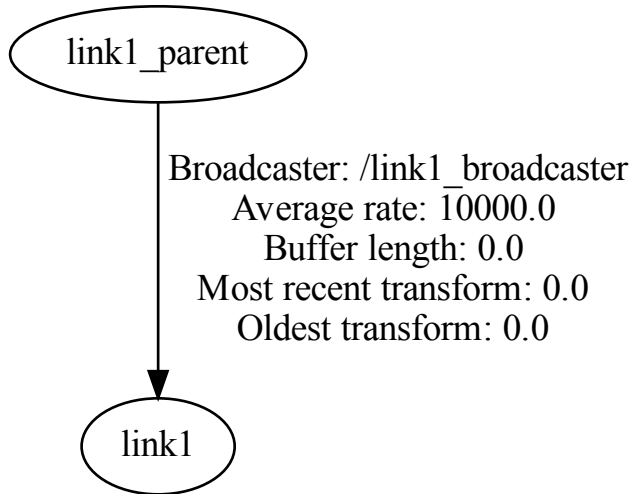 link1_parent
Broadcaster: /link1_broadcaster
Average rate: 10000.0
Buffer length: 0.0
Most recent transform: 0.0
Oldest transform: 0.0
link1